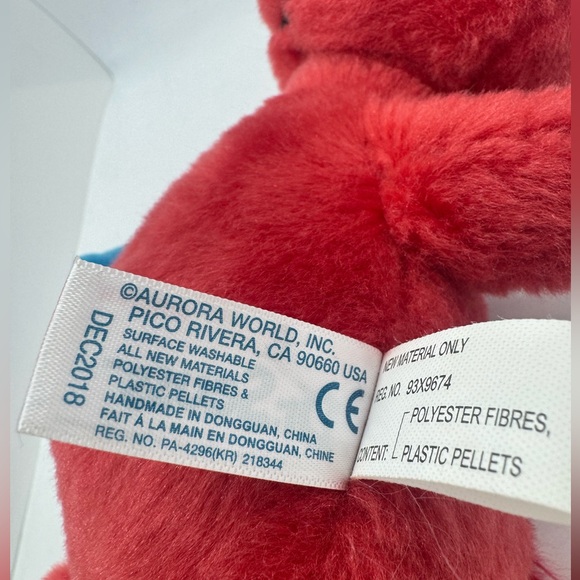 ©AURORA WORLD, INC.
PICO RIVERA, CA 90660 USA
SURFACE WASHABLE
ALL NEW MATERIALS
POLYESTER FIBRES &
PLASTIC PELLETS
HANDMADE IN DONGGUAN, CHINA
FAIT À LA MAIN EN DONGGUAN, CHINE
REG. NO. PA-4296(KR) 218344
DEC2018
CE
NEW MATERIAL ONLY
REG. NO. 93X9674
CONTENT: POLYESTER FIBRES,
PLASTIC PELLETS